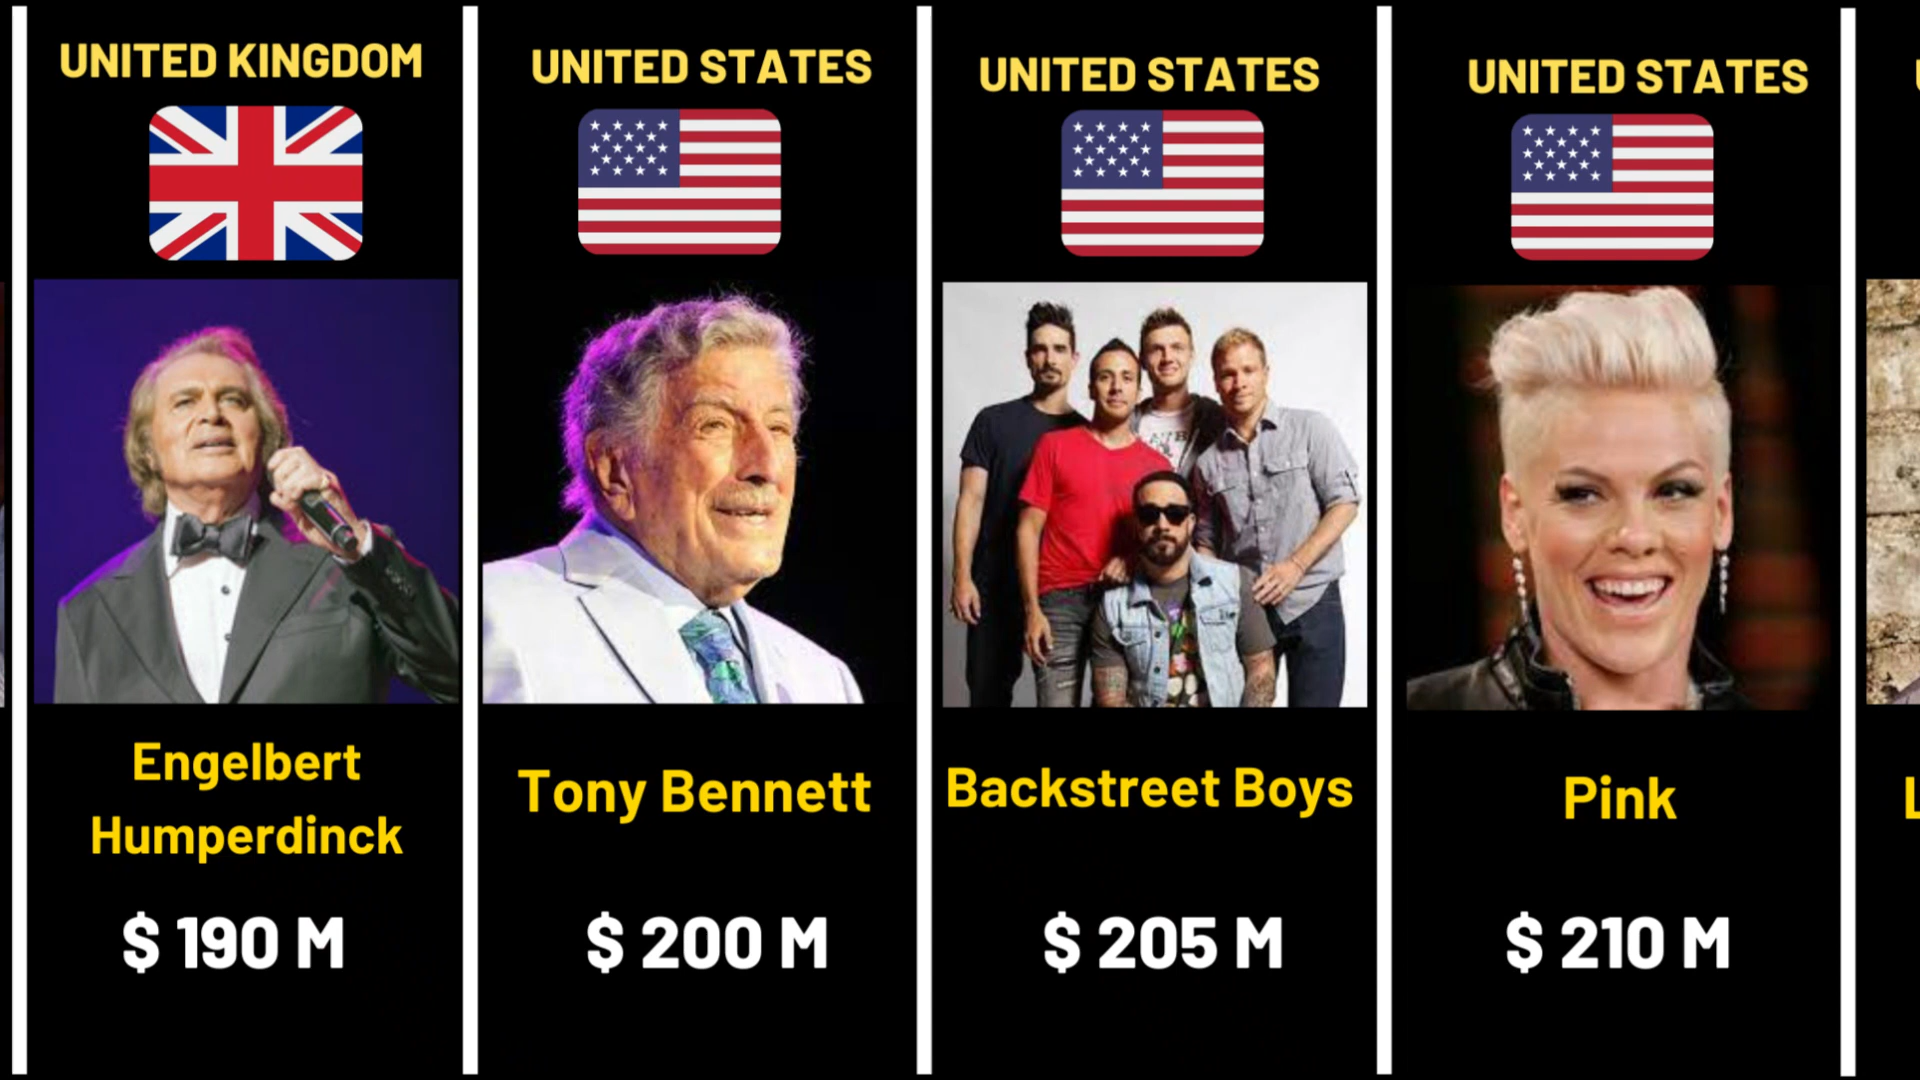 UNITED KINGDOM
Engelbert
Humperdinck
$ 190 M
UNITED STATES
Tony Bennett
$ 200 M
UNITED STATES
Backstreet Boys
$ 205 M
UNITED STATES
Pink
$ 210 M